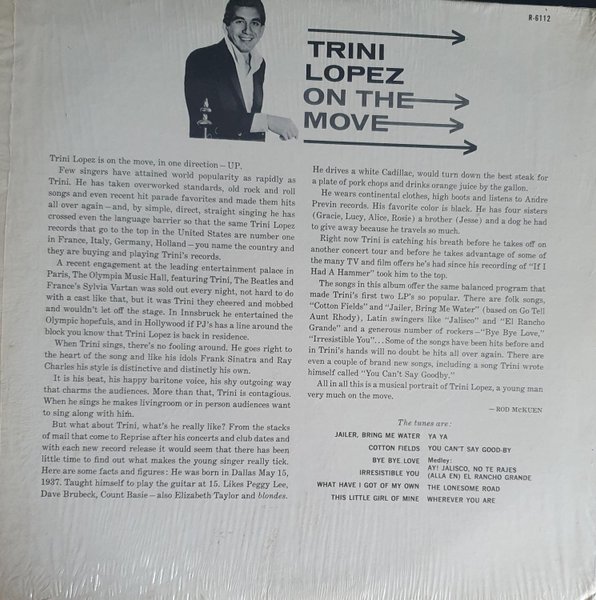 R-6112
TRINI
LOPEZ
ON THE
MOVE
Trini Lopez is on the move, in one direction – UP.
Few singers have attained world popularity as rapidly as
Trini. He has taken overworked standards, old rock and roll
songs and even recent hit parade favorites and made them hits
all over again – and, by simple, direct, straight singing he has
crossed even the language barrier so that the same Trini Lopez
records that go to the top in the United States are number one
in France, Italy, Germany, Holland – you name the country and
they are buying and playing Trini's records.
A recent engagement at the leading entertainment palace in
Paris, The Olympia Music Hall, featuring Trini, The Beatles and
France's Sylvia Vartan was sold out every night, not hard to do
with a cast like that, but it was Trini they cheered and mobbed
and wouldn't let off the stage. In Innsbruck he entertained the
Olympic hopefuls, and in Hollywood if PJ's has a line around the
block you know that Trini Lopez is back in residence.
When Trini sings, there's no fooling around. He goes right to
the heart of the song and like his idols Frank Sinatra and Ray
Charles his style is distinctive and distinctly his own.
It is his beat, his happy baritone voice, his shy outgoing way
that charms the audiences. More than that, Trini is contagious.
When he sings he makes livingroom or in person audiences want
to sing along with him.
But what about Trini, what's he really like? From the stacks
of mail that come to Reprise after his concerts and club dates and
with each new record release it would seem that there has been
little time to find out what makes the young singer really tick.
Here are some facts and figures: He was born in Dallas May 15,
1937. Taught himself to play the guitar at 15. Likes Peggy Lee,
Dave Brubeck, Count Basie – also Elizabeth Taylor and blondes.
He drives a white Cadillac, would turn down the best steak for
a plate of pork chops and drinks orange juice by the gallon.
He wears continental clothes, high boots and listens to Andre
Previn records. His favorite color is black. He has four sisters
(Gracie, Lucy, Alice, Rosie) a brother (Jesse) and a dog he had
to give away because he travels so much.
Right now Trini is catching his breath before he takes off on
another concert tour and before he takes advantage of some of
the many TV and film offers he's had since his recording of "If I
Had A Hammer" took him to the top.
The songs in this album offer the same balanced program that
made Trini's first two LP's so popular. There are folk songs,
"Cotton Fields" and "Jailer, Bring Me Water" (based on Go Tell
Aunt Rhody), Latin swingers like "Jalisco" and "El Rancho
Grande" and a generous number of rockers – "Bye Bye Love,"
"Irresistible You"... Some of the songs have been hits before and
in Trini's hands will no doubt be hits all over again. There are
even a couple of brand new songs, including a song Trini wrote
himself called "You Can't Say Goodby."
All in all this is a musical portrait of Trini Lopez, a young man
very much on the move.
– ROD McKUEN
The tunes are:
JAILER, BRING ME WATER YA YA
COTTON FIELDS YOU CAN'T SAY GOOD-BY
BYE BYE LOVE Medley:
IRRESISTIBLE YOU AY! JALISCO, NO TE RAJES
(ALLA EN) EL RANCHO GRANDE
WHAT HAVE I GOT OF MY OWN THE LONESOME ROAD
THIS LITTLE GIRL OF MINE WHEREVER YOU ARE